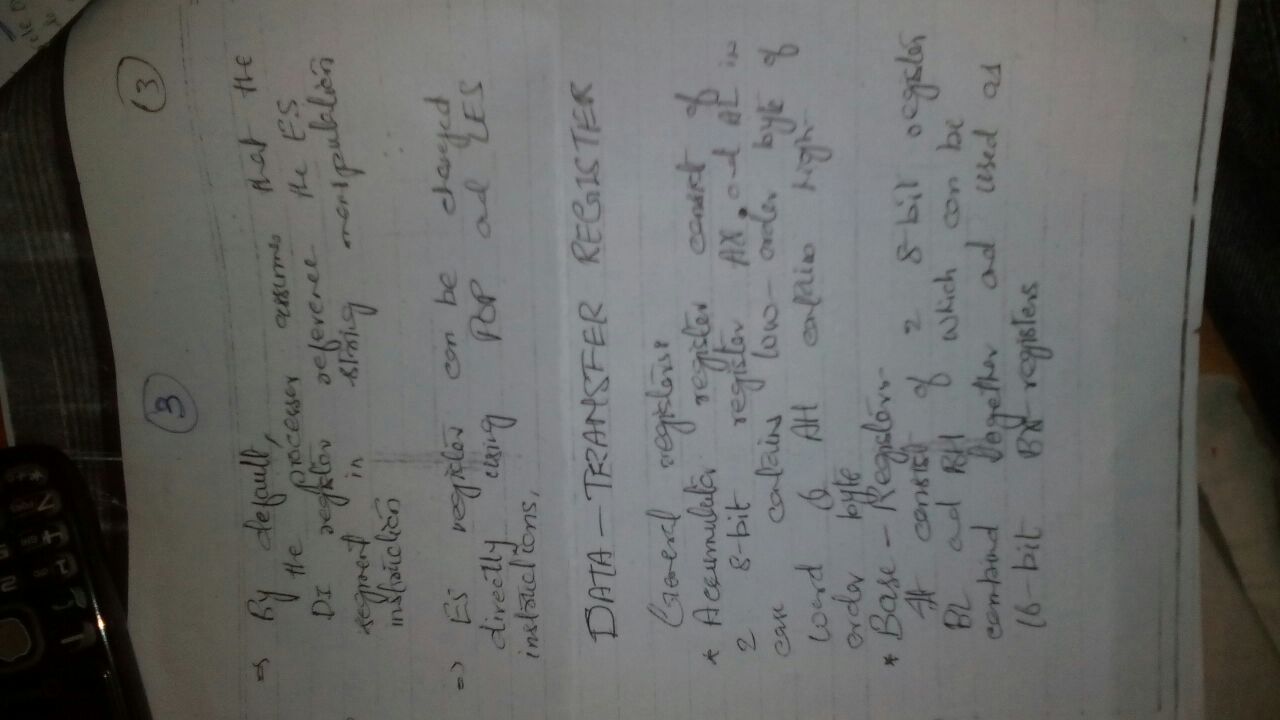 3
(3
=> By default,
the processer assumes that the
DI register reference the ES
segment in string manipulation
instruction
=> ES register can be changed
directly using POP and LES
instructions,
DATA-TRANSFER REGISTER
General registers:
* Accumulator register consist of
2 8-bit register AX and AL in
can contains low-order byte of
word & AH contains high-
order byte
* Base-Register-
It consist of 2 8-bit register
BL and BH which can be
combind together and used as
16-bit BX-registers